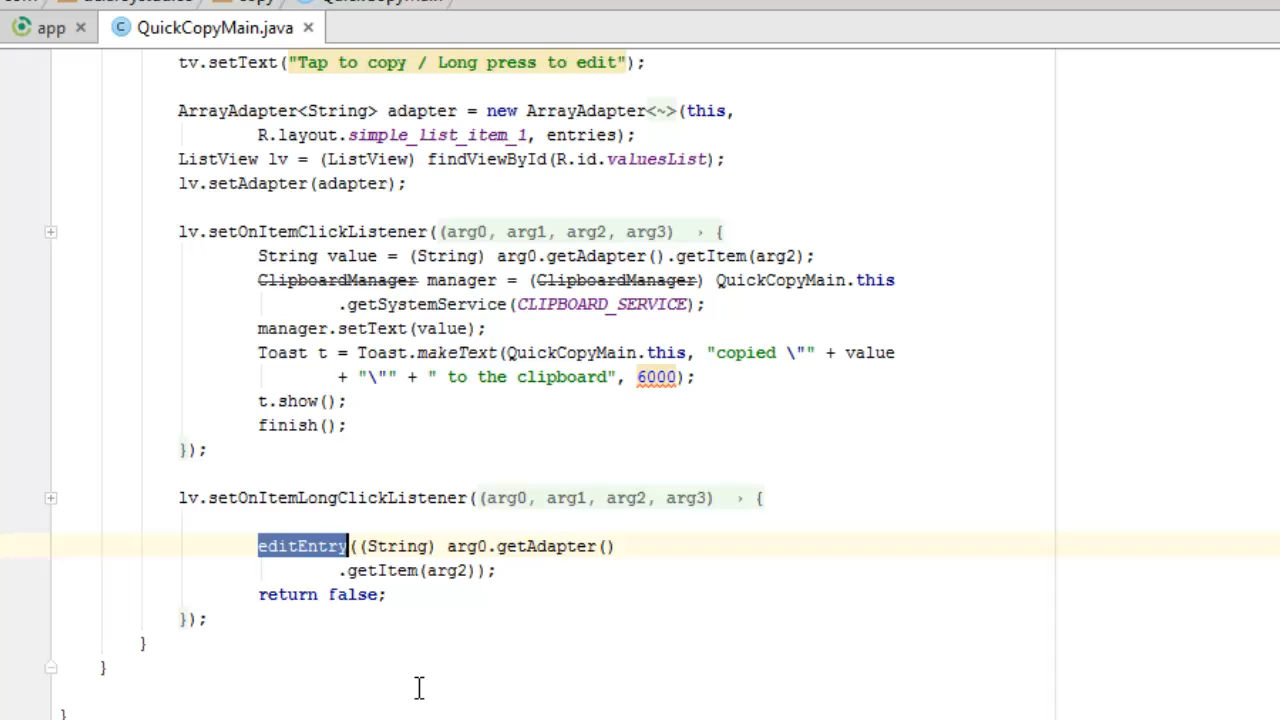 app QuickCopyMain.java
tv.setText("Tap to copy / Long press to edit");
ArrayAdapter<String> adapter = new ArrayAdapter<~>(this,
R.layout.simple_list_item_1, entries);
ListView lv = (ListView) findViewById(R.id.valuesList);
lv.setAdapter(adapter);
lv.setOnItemClickListener((arg0, arg1, arg2, arg3) → {
String value = (String) arg0.getAdapter().getItem(arg2);
ClipboardManager manager = (ClipboardManager) QuickCopyMain.this
.getSystemService(CLIPBOARD_SERVICE);
manager.setText(value);
Toast t = Toast.makeText(QuickCopyMain.this, "copied \"" + value
+ "\"" + " to the clipboard", 6000);
t.show();
finish();
});
lv.setOnItemLongClickListener((arg0, arg1, arg2, arg3) → {
editEntry((String) arg0.getAdapter()
.getItem(arg2));
return false;
});
}
}
}